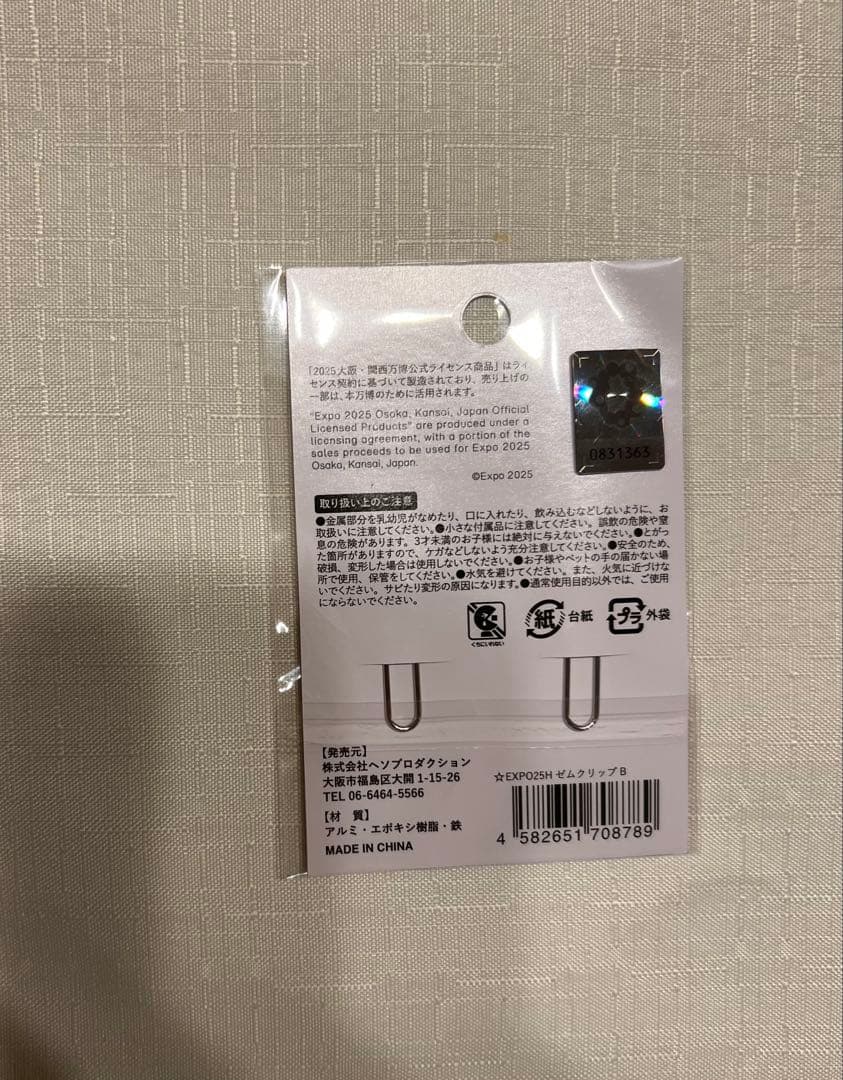 「2025大阪・関西万博公式ライセンス商品」はライ
センス契約に基づいて製造されており、売り上げの
一部は、本万博のために活用されます。
"Expo 2025 Osaka, Kansai, Japan Official
Licensed Products" are produced under a
licensing agreement, with a portion of the
sales proceeds to be used for Expo 2025
Osaka, Kansai, Japan.
©Expo 2025
0831363
取り扱い上のご注意
●金属部分を乳幼児がなめたり、口に入れたり、飲み込むなどしないように、お
取扱いに注意してください。●小さな付属品に注意してください。誤飲の危険や窒
息の危険があります。3才未満のお子様には絶対に与えないでください。●とがっ
た箇所がありますので、ケガなどしないよう充分注意してください。●安全のため、
破損、変形した場合は使用しないでください。●お子様やペットの手の届かない場
所で使用、保管をしてください。●水気を避けてください。また、火気に近づけな
いでください。サビたり変形の原因になります。●通常使用目的以外では、ご使用
にならないでください。
くちにいれない
紙 台紙
プラ 外袋
【発売元】
株式会社ヘソプロダクション
大阪市福島区大開 1-15-26
TEL 06-6464-5566
【材 質】
アルミ・エポキシ樹脂・鉄
MADE IN CHINA
☆EXPO25H ゼムクリップ B
4 582651 708789